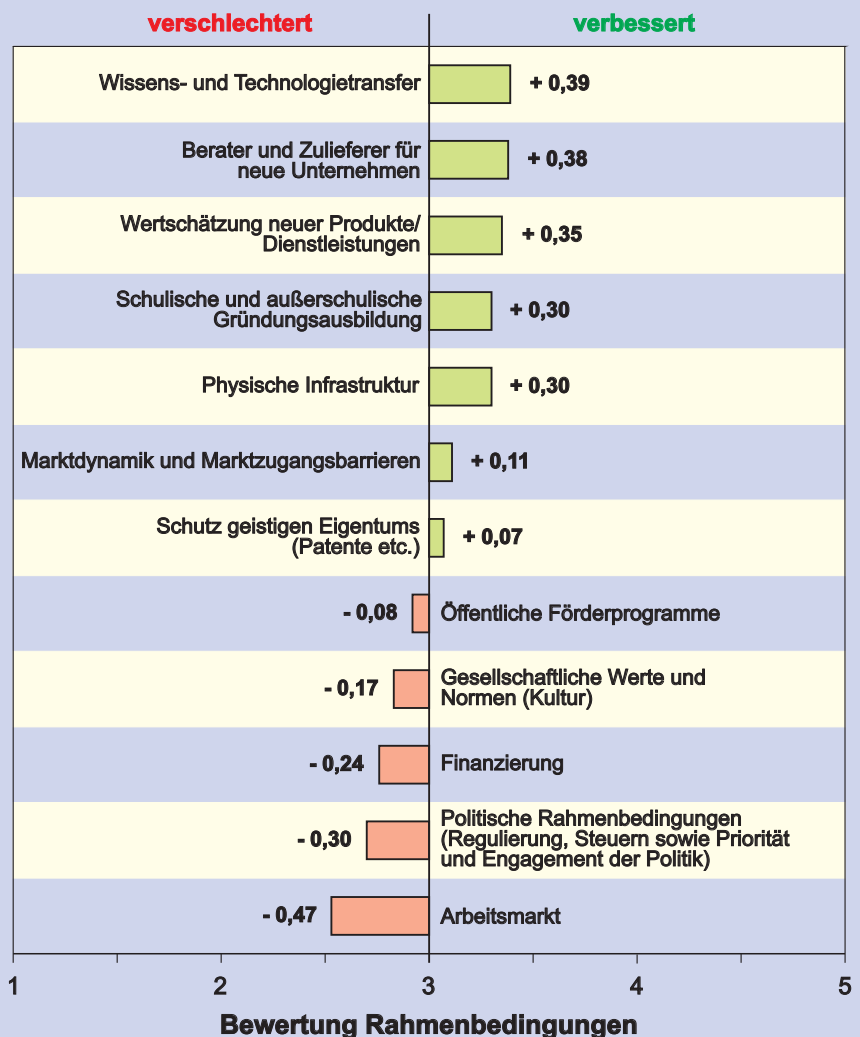 verschlechtert
verbessert
Wissens- und Technologietransfer
+ 0,39
Berater und Zulieferer für
neue Unternehmen
+ 0,38
Wertschätzung neuer Produkte/
Dienstleistungen
+ 0,35
Schulische und außerschulische
Gründungsausbildung
+ 0,30
Physische Infrastruktur
+ 0,30
Marktdynamik und Marktzugangsbarrieren
+ 0,11
Schutz geistigen Eigentums
(Patente etc.)
+ 0,07
- 0,08
Öffentliche Förderprogramme
- 0,17
Gesellschaftliche Werte und
Normen (Kultur)
- 0,24
Finanzierung
- 0,30
Politische Rahmenbedingungen
(Regulierung, Steuern sowie Priorität
und Engagement der Politik)
- 0,47
Arbeitsmarkt
1 2 3 4 5
Bewertung Rahmenbedingungen